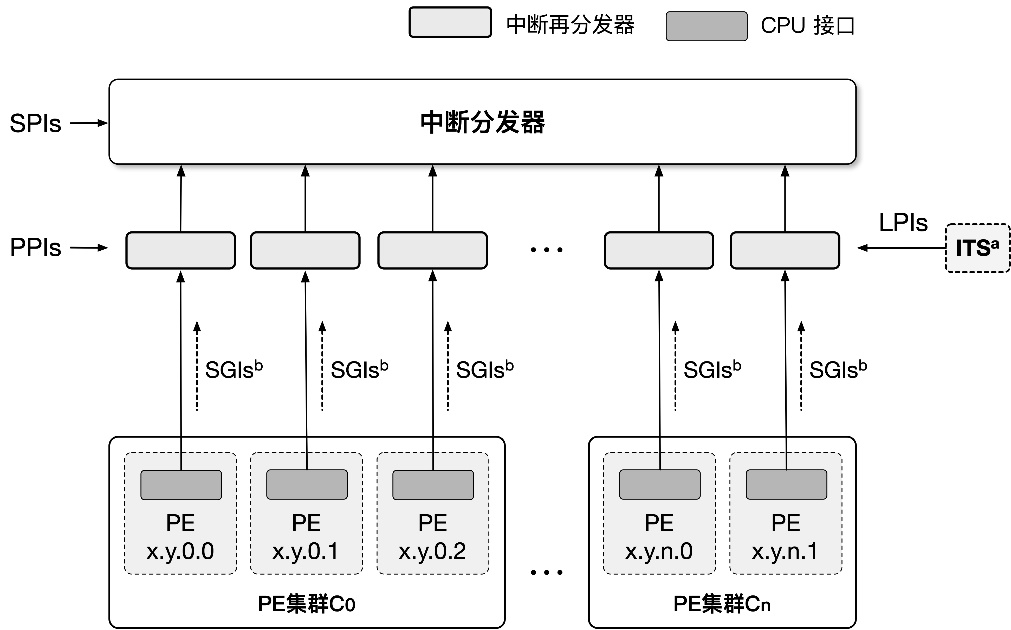 中断再分发器 CPU 接口
SPIs
中断分发器
PPIs
...
LPIs
ITSᵃ
SGIsᵇ SGIsᵇ SGIsᵇ SGIsᵇ SGIsᵇ
PE PE PE PE PE
x.y.0.0 x.y.0.1 x.y.0.2 x.y.n.0 x.y.n.1
...
PE集群C0 PE集群Cn